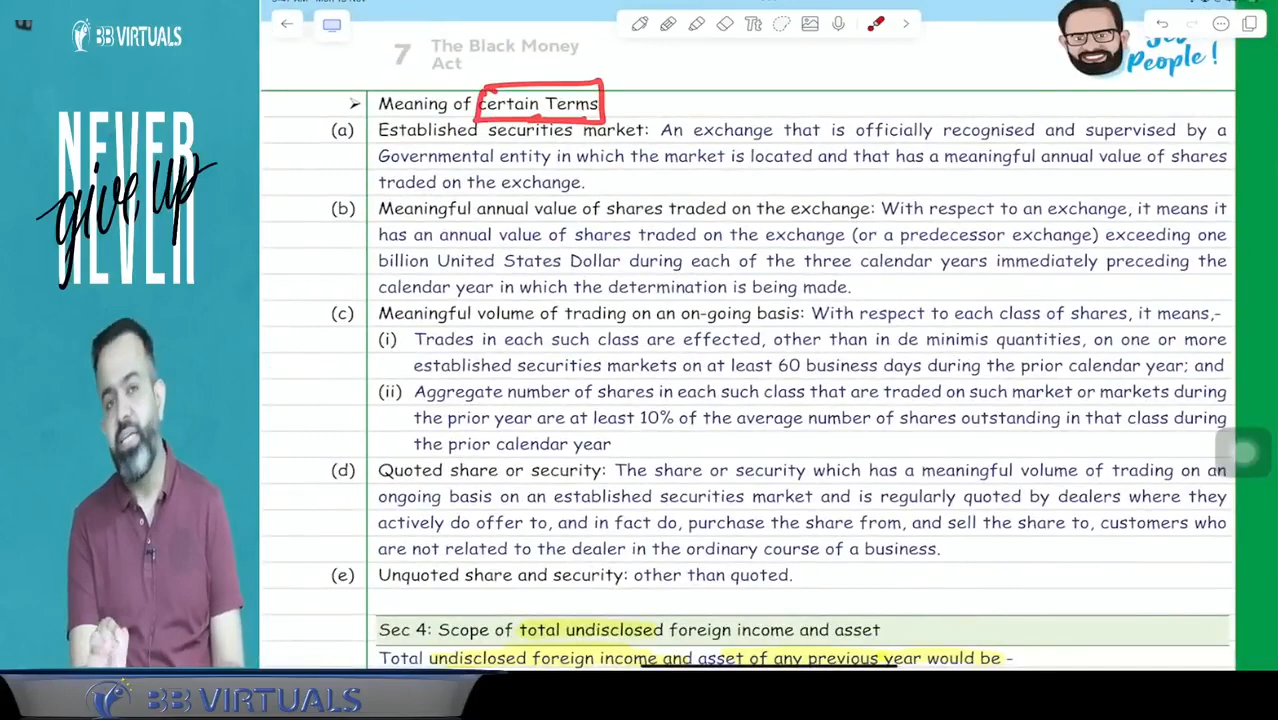 BB VIRTUALS
7 The Black Money
Act
Yes,
People !
NEVER
give up
NEVER
➢ Meaning of certain Terms
(a) Established securities market: An exchange that is officially recognised and supervised by a
Governmental entity in which the market is located and that has a meaningful annual value of shares
traded on the exchange.
(b) Meaningful annual value of shares traded on the exchange: With respect to an exchange, it means it
has an annual value of shares traded on the exchange (or a predecessor exchange) exceeding one
billion United States Dollar during each of the three calendar years immediately preceding the
calendar year in which the determination is being made.
(c) Meaningful volume of trading on an on-going basis: With respect to each class of shares, it means,-
(i) Trades in each such class are effected, other than in de minimis quantities, on one or more
established securities markets on at least 60 business days during the prior calendar year; and
(ii) Aggregate number of shares in each such class that are traded on such market or markets during
the prior year are at least 10% of the average number of shares outstanding in that class during
the prior calendar year
(d) Quoted share or security: The share or security which has a meaningful volume of trading on an
ongoing basis on an established securities market and is regularly quoted by dealers where they
actively do offer to, and in fact do, purchase the share from, and sell the share to, customers who
are not related to the dealer in the ordinary course of a business.
(e) Unquoted share and security: other than quoted.
Sec 4: Scope of total undisclosed foreign income and asset
Total undisclosed foreign income and asset of any previous year would be -
BB VIRTUALS